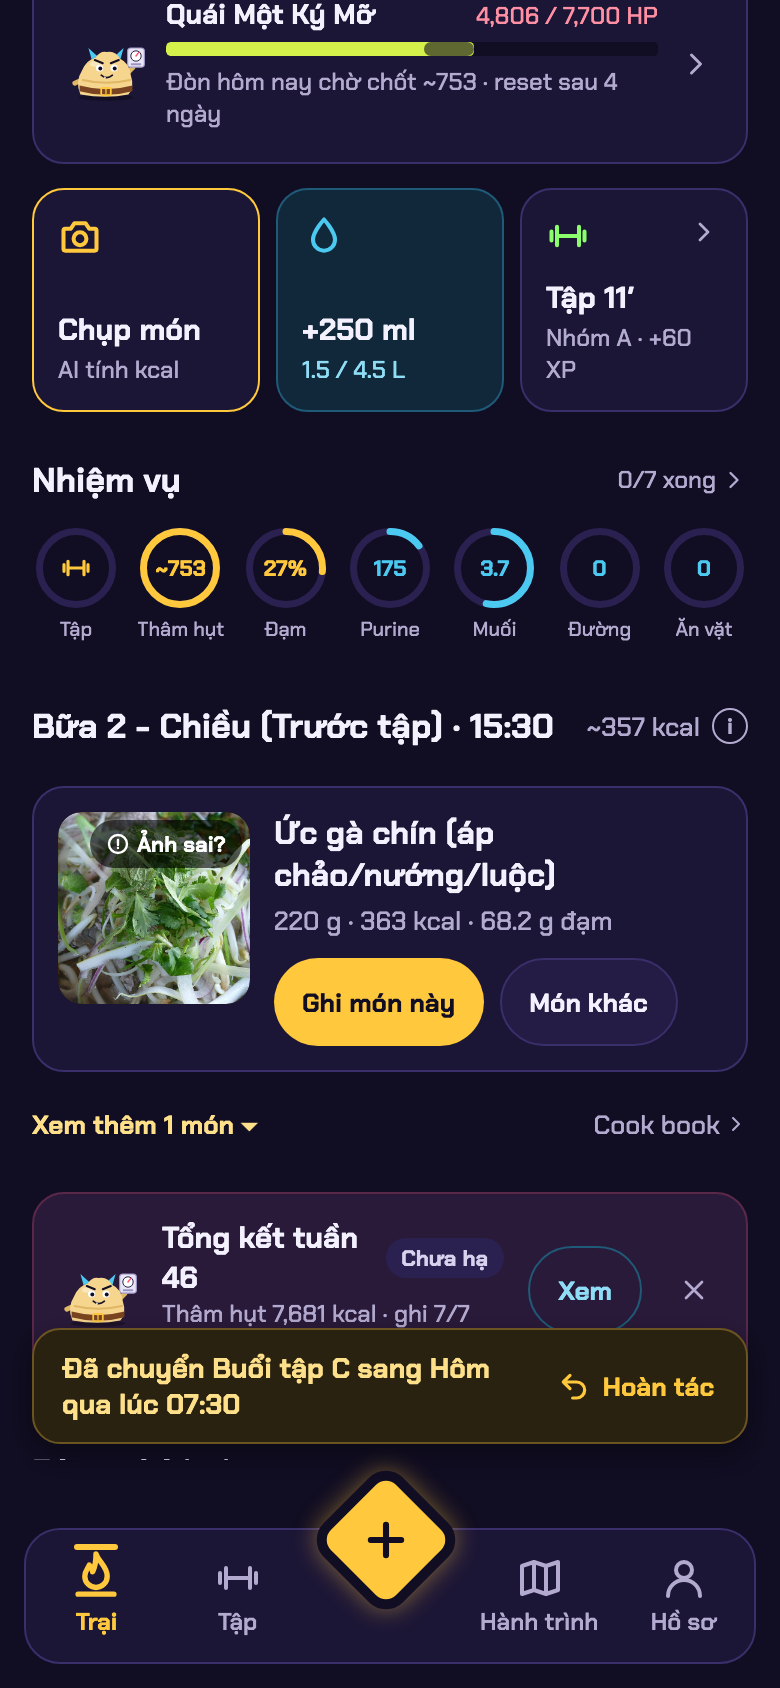 Quái Một Ký Mỡ
4,806 / 7,700 HP
Đòn hôm nay chờ chốt ~753 · reset sau 4
ngày
Chụp món
AI tính kcal
+250 ml
1.5 / 4.5 L
Tập 11′
Nhóm A · +60
XP
Nhiệm vụ
0/7 xong
~753
27%
175
3.7
0
0
Tập
Thâm hụt
Đạm
Purine
Muối
Đường
Ăn vặt
Bữa 2 - Chiều (Trước tập) · 15:30
~357 kcal
Ảnh sai?
Ức gà chín (áp
chảo/nướng/luộc)
220 g · 363 kcal · 68.2 g đạm
Ghi món này
Món khác
Xem thêm 1 món
Cook book
Tổng kết tuần
46
Chưa hạ
Thâm hụt 7,681 kcal · ghi 7/7
Xem
Đã chuyển Buổi tập C sang Hôm
qua lúc 07:30
Hoàn tác
Trại
Tập
Hành trình
Hồ sơ